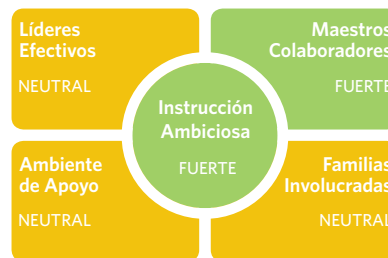 Líderes
Efectivos
NEUTRAL
Maestros
Colaboradores
FUERTE
Instrucción
Ambiciosa
FUERTE
Ambiente
de Apoyo
NEUTRAL
Familias
Involucradas
NEUTRAL